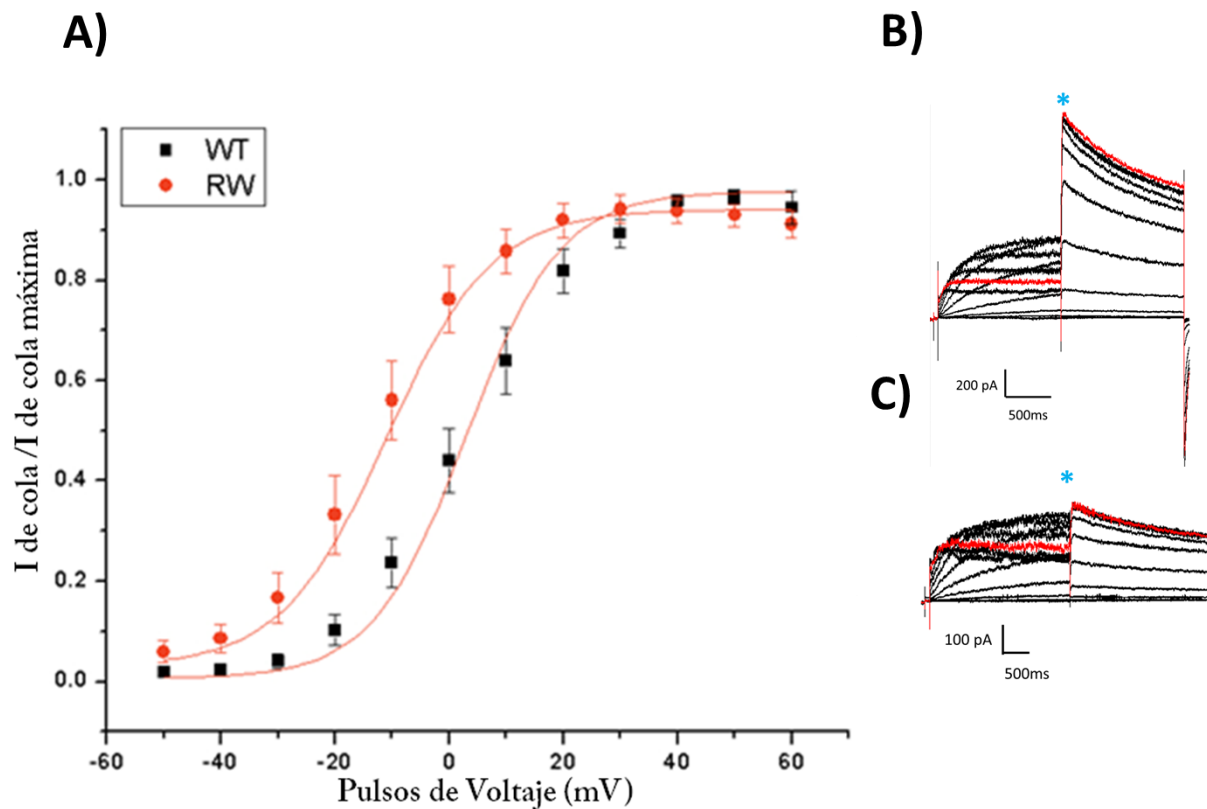 A)
B)
WT
RW
I de cola /I de cola máxima
1.0
0.8
0.6
0.4
0.2
0.0
-60
-40
-20
0
20
40
60
Pulsos de Voltaje (mV)
*
200 pA
500ms
C)
*
100 pA
500ms